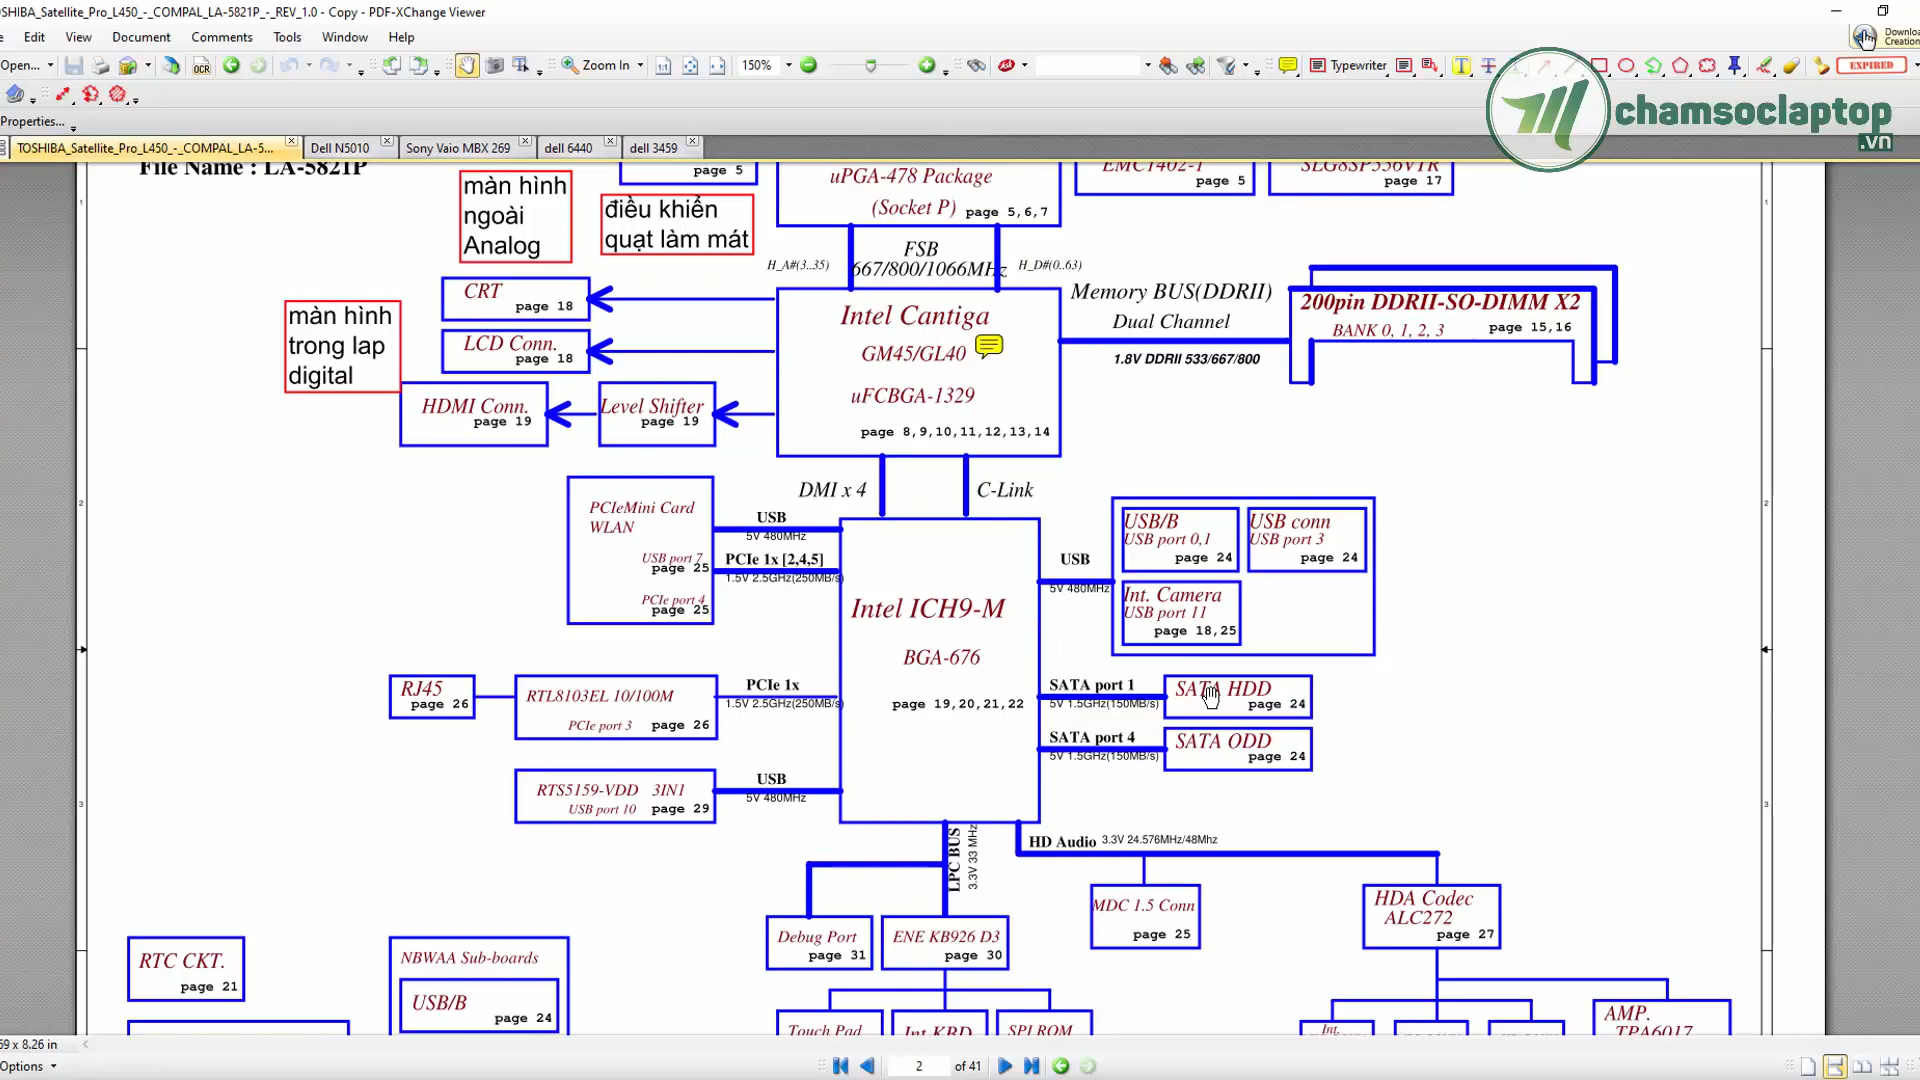 OSHIBA_Satellite_Pro_L450_-_COMPAL_LA-5821P_-_REV_1.0 - Copy - PDF-XChange Viewer
Edit View Document Comments Tools Window Help
Downloa
Creation
Open... OCR Zoom In 150% Typewriter EXPIRED
chamsoclaptop
.vn
Properties...
TOSHIBA_Satellite_Pro_L450_-_COMPAL_LA-5... Dell N5010 Sony Vaio MBX 269 dell 6440 dell 3459
File Name : LA-5821P
page 5
uPGA-478 Package
(Socket P) page 5,6,7
EMC1402-1
page 5
SLG8SP556VTR
page 17
màn hình
ngoài
Analog
điều khiển
quạt làm mát
FSB
667/800/1066MHz
H_A#(3..35)
H_D#(0..63)
CRT
page 18
LCD Conn.
page 18
màn hình
trong lap
digital
HDMI Conn.
page 19
Level Shifter
page 19
Intel Cantiga
GM45/GL40
uFCBGA-1329
page 8,9,10,11,12,13,14
Memory BUS(DDRII)
Dual Channel
1.8V DDRII 533/667/800
200pin DDRII-SO-DIMM X2
BANK 0, 1, 2, 3 page 15,16
DMI x 4
C-Link
PCIeMini Card
WLAN
USB port 7
page 25
PCIe port 4
page 25
USB
5V 480MHz
PCIe 1x [2,4,5]
1.5V 2.5GHz(250MB/s)
Intel ICH9-M
BGA-676
page 19,20,21,22
USB
5V 480MHz
USB/B
USB port 0,1
page 24
USB conn
USB port 3
page 24
Int. Camera
USB port 11
page 18,25
RJ45
page 26
RTL8103EL 10/100M
PCIe port 3 page 26
PCIe 1x
1.5V 2.5GHz(250MB/s)
SATA port 1
5V 1.5GHz(150MB/s)
SATA HDD
page 24
SATA port 4
5V 1.5GHz(150MB/s)
SATA ODD
page 24
RTS5159-VDD 3IN1
USB port 10 page 29
USB
5V 480MHz
LPC BUS
3.3V 33 MHz
HD Audio 3.3V 24.576MHz/48Mhz
MDC 1.5 Conn
page 25
HDA Codec
ALC272
page 27
Debug Port
page 31
ENE KB926 D3
page 30
RTC CKT.
page 21
NBWAA Sub-boards
USB/B
page 24
Touch Pad
Int.KBD
SPI ROM
Int.
AMP.
TPA6017
59 x 8.26 in
Options 2 of 41